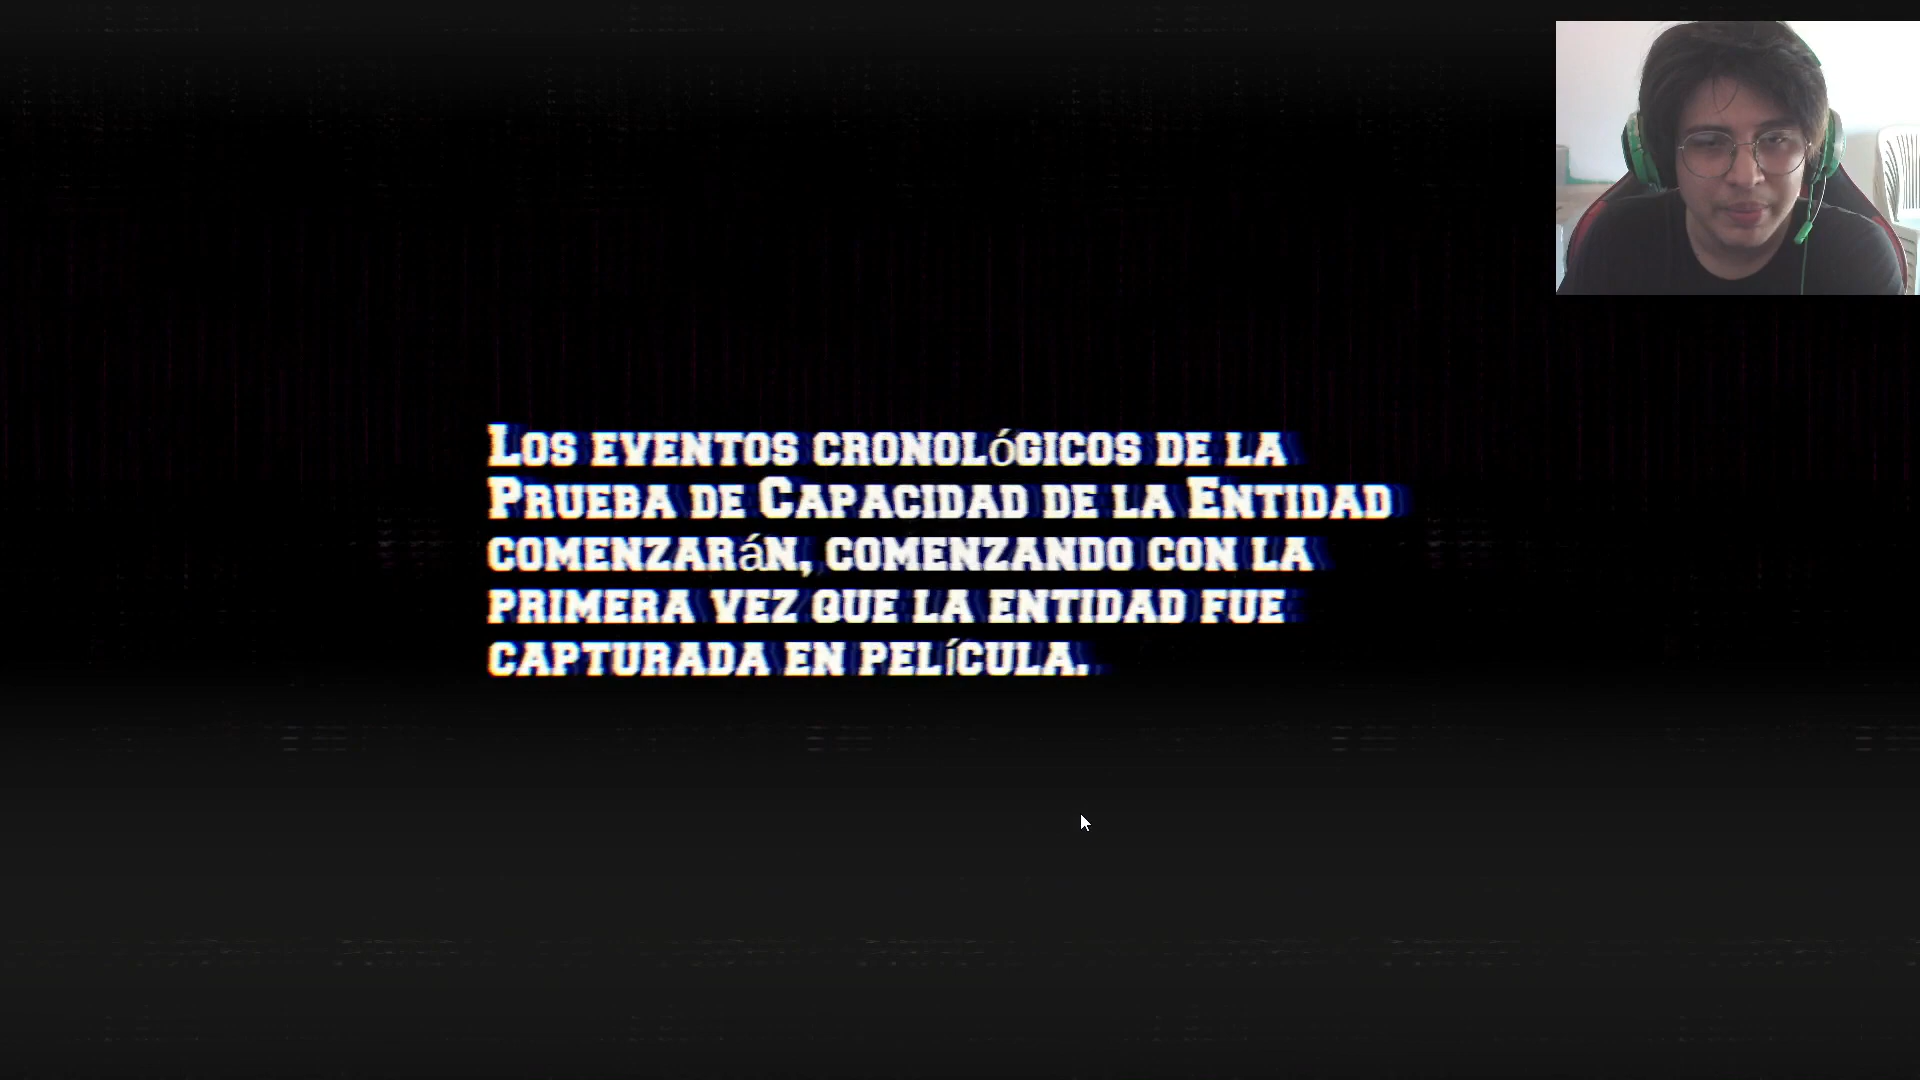 Los eventos cronológicos de la
Prueba de Capacidad de la Entidad
comenzarán, comenzando con la
primera vez que la entidad fue
capturada en película.